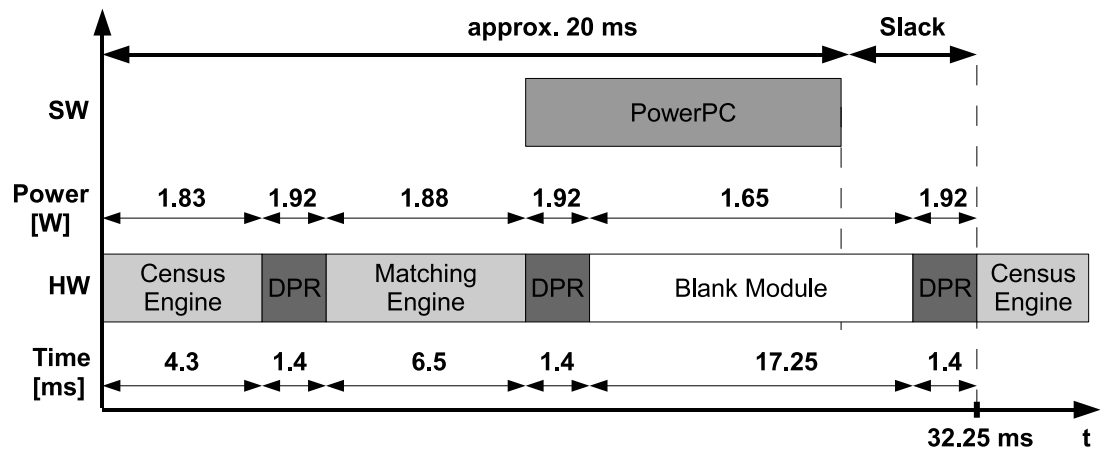 approx. 20 ms Slack
SW PowerPC
Power [W] 1.83 1.92 1.88 1.92 1.65 1.92
HW Census Engine DPR Matching Engine DPR Blank Module DPR Census Engine
Time [ms] 4.3 1.4 6.5 1.4 17.25 1.4
32.25 ms t